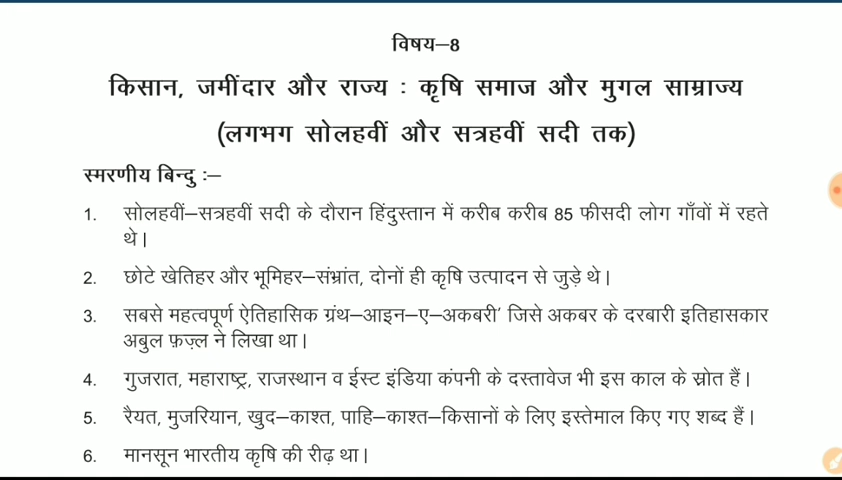 विषय–8
किसान, जमींदार और राज्य : कृषि समाज और मुगल साम्राज्य
(लगभग सोलहवीं और सत्रहवीं सदी तक)
स्मरणीय बिन्दु :–
1. सोलहवीं–सत्रहवीं सदी के दौरान हिंदुस्तान में करीब करीब 85 फीसदी लोग गाँवों में रहते
थे।
2. छोटे खेतिहर और भूमिहर–संभ्रांत, दोनों ही कृषि उत्पादन से जुड़े थे।
3. सबसे महत्वपूर्ण ऐतिहासिक ग्रंथ–आइन–ए–अकबरी' जिसे अकबर के दरबारी इतिहासकार
अबुल फ़ज़्ल ने लिखा था।
4. गुजरात, महाराष्ट्र, राजस्थान व ईस्ट इंडिया कंपनी के दस्तावेज भी इस काल के स्रोत हैं।
5. रैयत, मुजरियान, खुद–काश्त, पाहि–काश्त–किसानों के लिए इस्तेमाल किए गए शब्द हैं।
6. मानसून भारतीय कृषि की रीढ़ था।